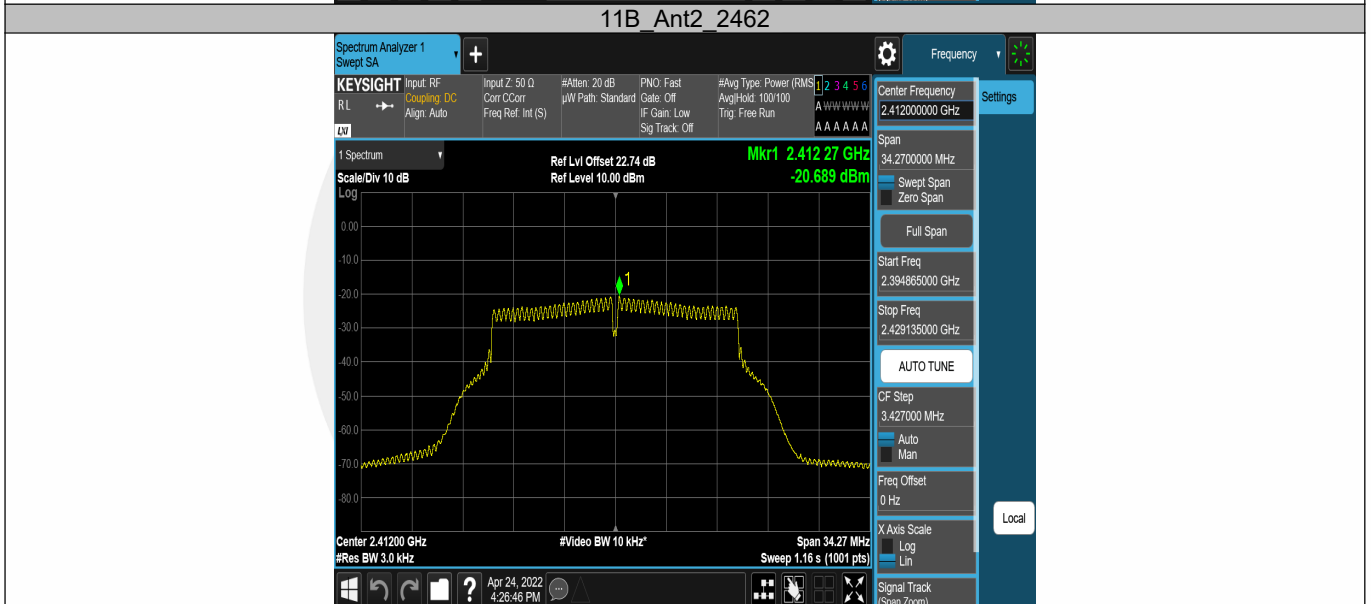 11B_Ant2_2462
Spectrum Analyzer 1
Swept SA
+
Frequency
KEYSIGHT
Input: RF
Input Z: 50 Ω
#Atten: 20 dB
PNO: Fast
#Avg Type: Power (RMS
1 2 3 4 5 6
R L
Coupling: DC
Corr CCorr
µW Path: Standard
Gate: Off
Avg|Hold: 100/100
A W W W W W
Align: Auto
Freq Ref: Int (S)
IF Gain: Low
Trig: Free Run
Sig Track: Off
A A A A A A
LXI
Center Frequency
2.412000000 GHz
Settings
Span
34.2700000 MHz
Swept Span
Zero Span
Full Span
Start Freq
2.394865000 GHz
Stop Freq
2.429135000 GHz
AUTO TUNE
CF Step
3.427000 MHz
Auto
Man
Freq Offset
0 Hz
X Axis Scale
Log
Lin
Local
Signal Track
(Span Zoom)
1 Spectrum
Ref Lvl Offset 22.74 dB
Mkr1 2.412 27 GHz
Scale/Div 10 dB
Ref Level 10.00 dBm
-20.689 dBm
Log
0.00
-10.0
1
-20.0
-30.0
-40.0
-50.0
-60.0
-70.0
-80.0
Center 2.41200 GHz
#Video BW 10 kHz*
Span 34.27 MHz
#Res BW 3.0 kHz
Sweep 1.16 s (1001 pts)
?
Apr 24, 2022
4:26:46 PM